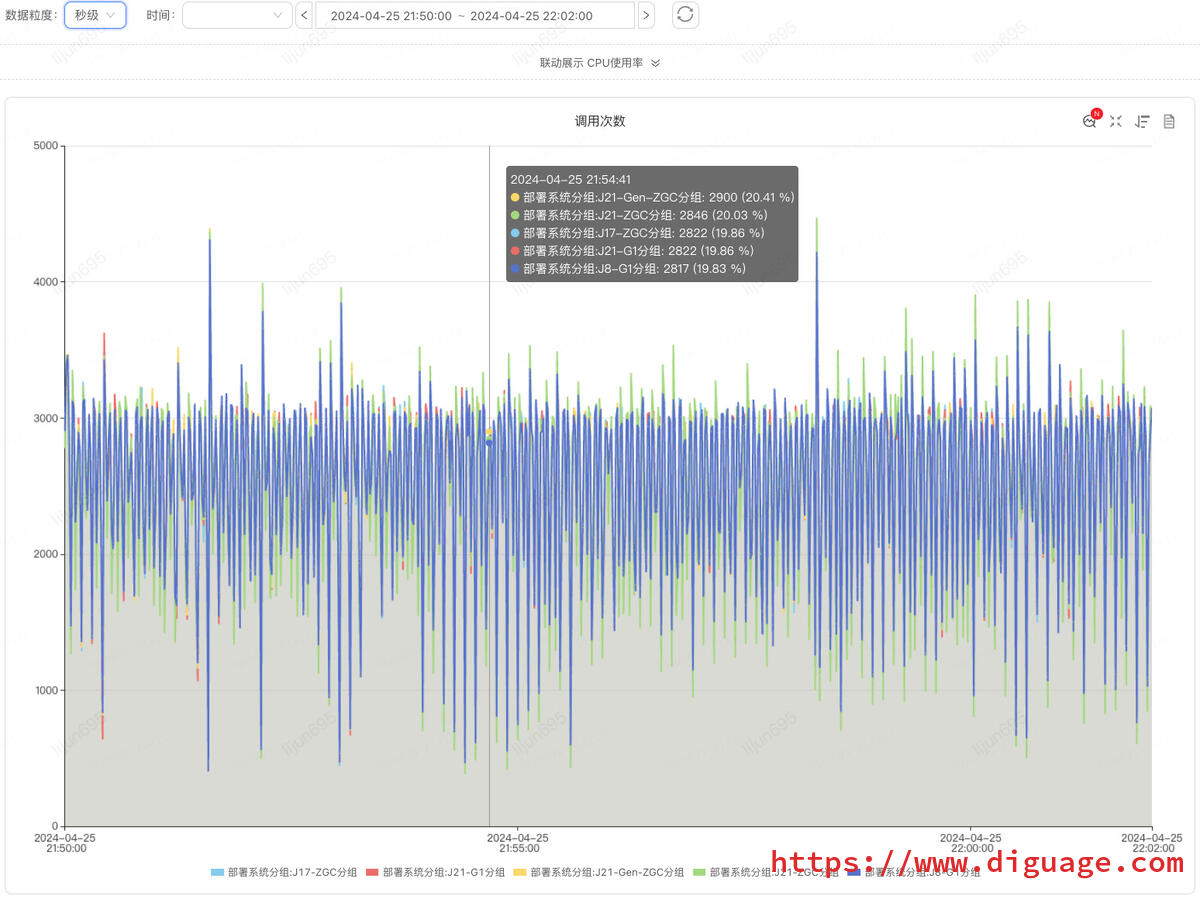 数据粒度： 秒级 时间： < 2024-04-25 21:50:00 ~ 2024-04-25 22:02:00 >
联动展示 CPU使用率
调用次数
N
5000
2024-04-25 21:54:41
部署系统分组:J21-Gen-ZGC分组: 2900 (20.41 %)
部署系统分组:J21-ZGC分组: 2846 (20.03 %)
部署系统分组:J17-ZGC分组: 2822 (19.86 %)
部署系统分组:J21-G1分组: 2822 (19.86 %)
部署系统分组:J8-G1分组: 2817 (19.83 %)
4000
3000
2000
1000
0
2024-04-25 21:50:00
2024-04-25 21:55:00
2024-04-25 22:00:00
2024-04-25 22:02:00
部署系统分组:J17-ZGC分组 部署系统分组:J21-G1分组 部署系统分组:J21-Gen-ZGC分组 部署系统分组:J21-ZGC分组 部署系统分组:J8-G1分组
https://www.diguage.com
lijun695